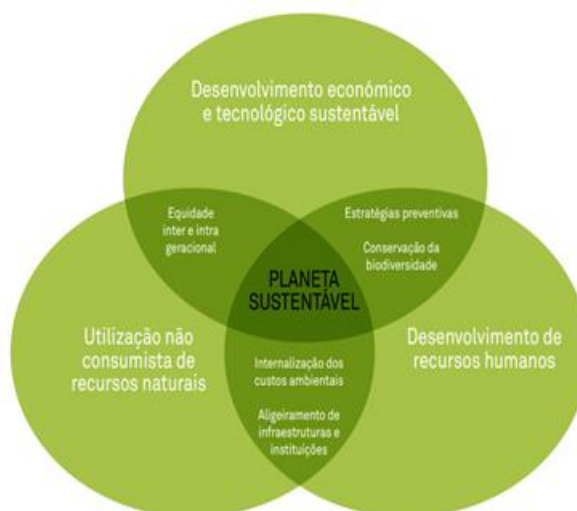 Desenvolvimento económico
e tecnológico sustentável
Equidade
inter e intra
geracional
Estratégias preventivas
Conservação da
biodiversidade
PLANETA
SUSTENTÁVEL
Utilização não
consumista de
recursos naturais
Internalização dos
custos ambientais
Aligeiramento de
infraestruturas e
instituições
Desenvolvimento de
recursos humanos